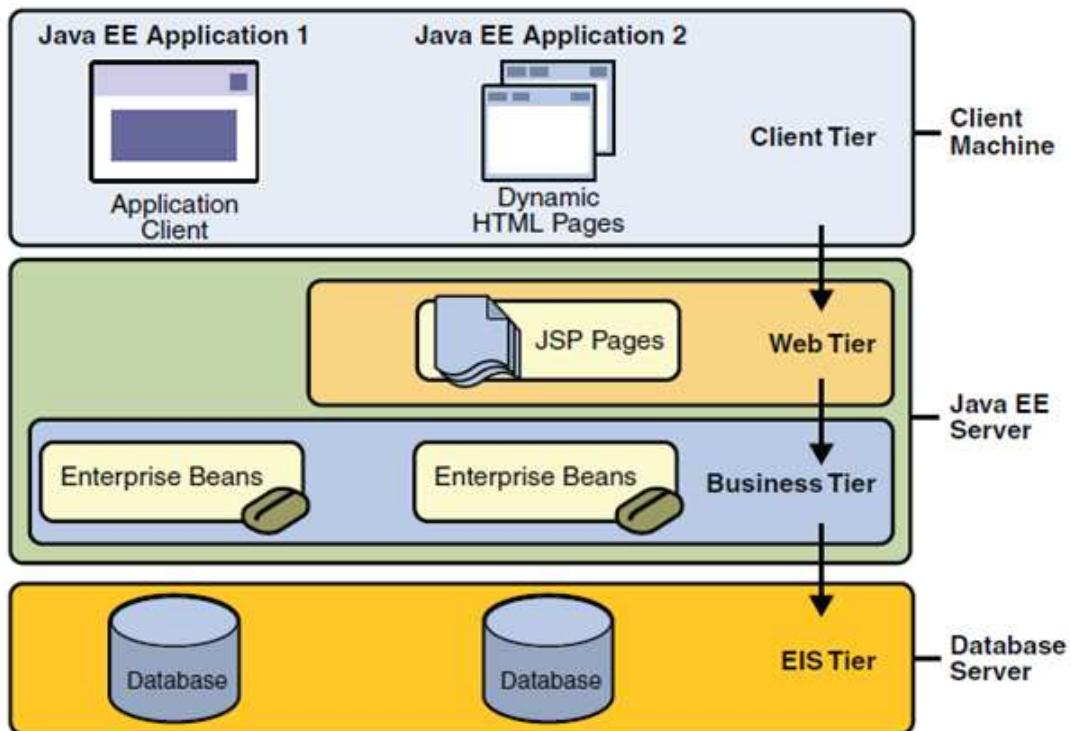 Java EE Application 1
Java EE Application 2
Application
Client
Dynamic
HTML Pages
Client Tier
Client
Machine
JSP Pages
Web Tier
Java EE
Server
Enterprise Beans
Enterprise Beans
Business Tier
Database
Database
EIS Tier
Database
Server